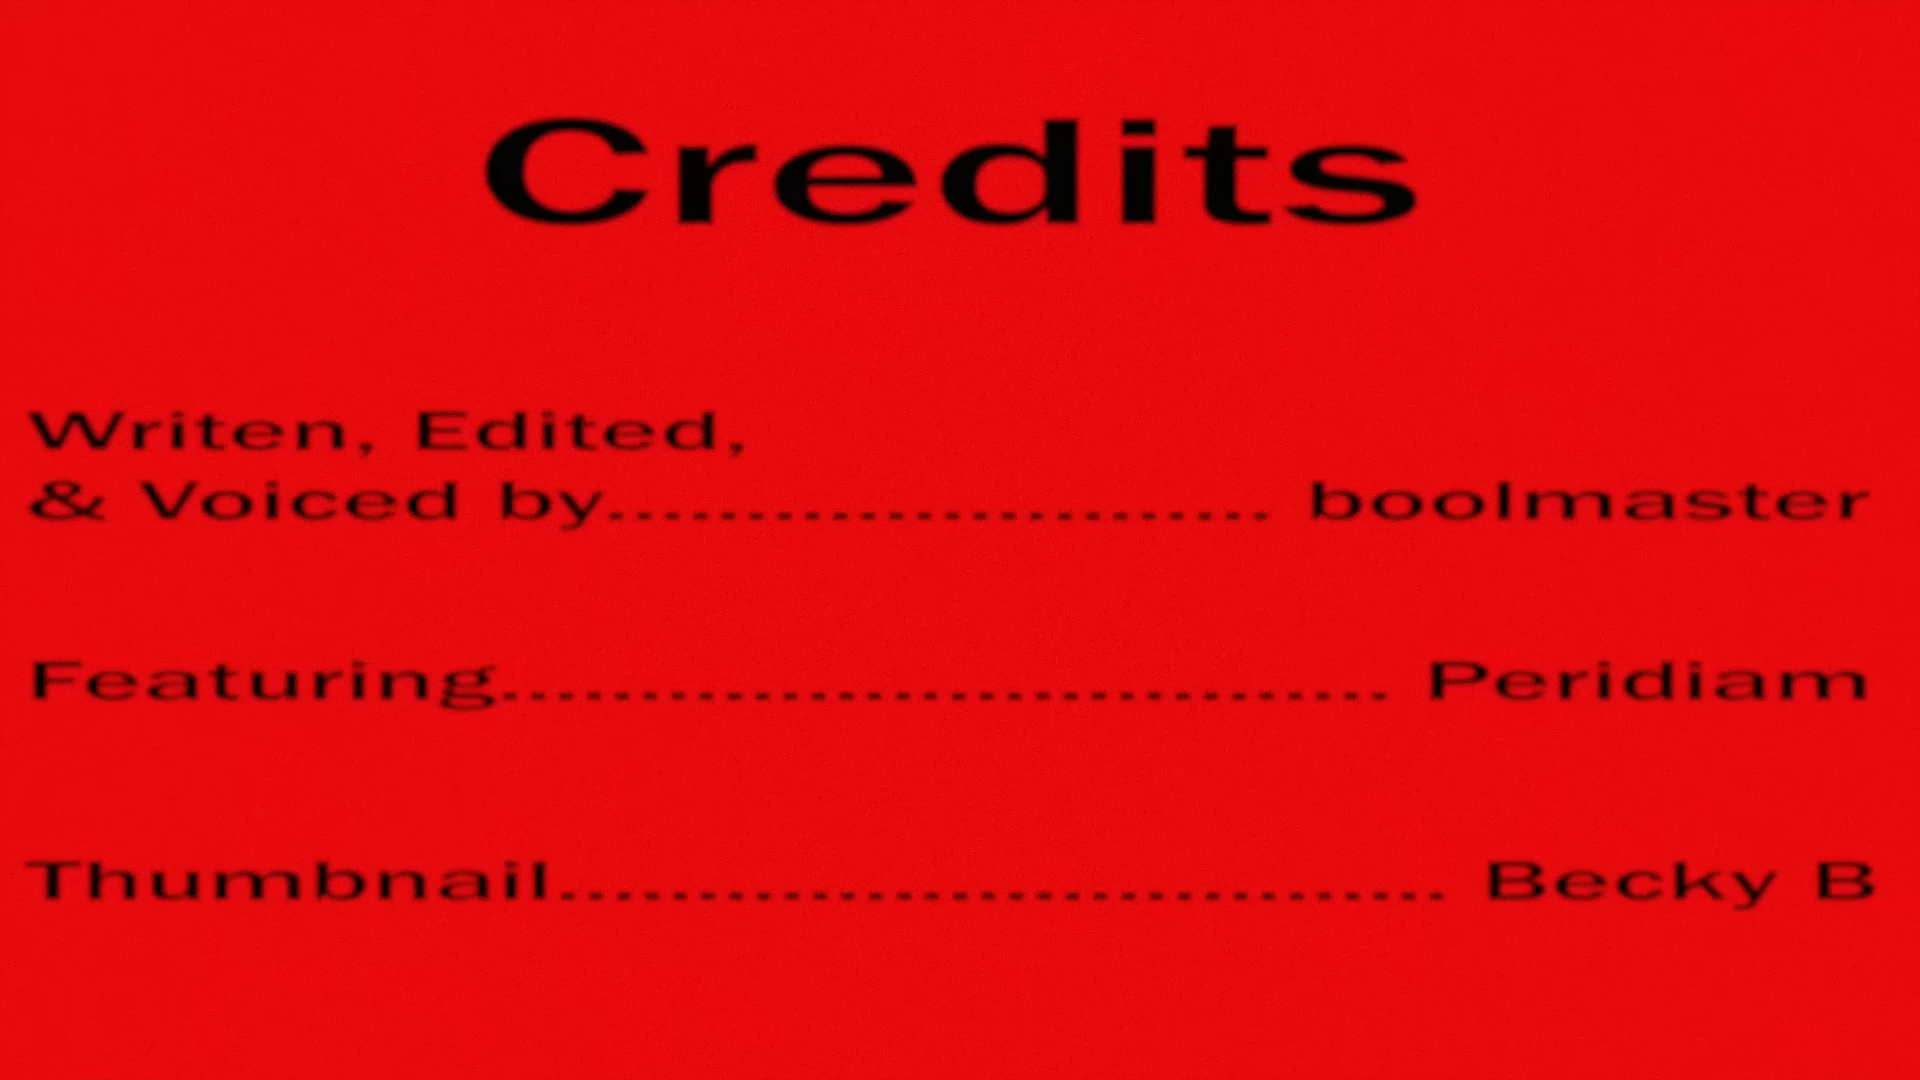 Credits
Writen, Edited,
& Voiced by........................ boolmaster
Featuring................................ Peridiam
Thumbnail................................ Becky B